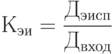 Кэи = Дэисп / Двход